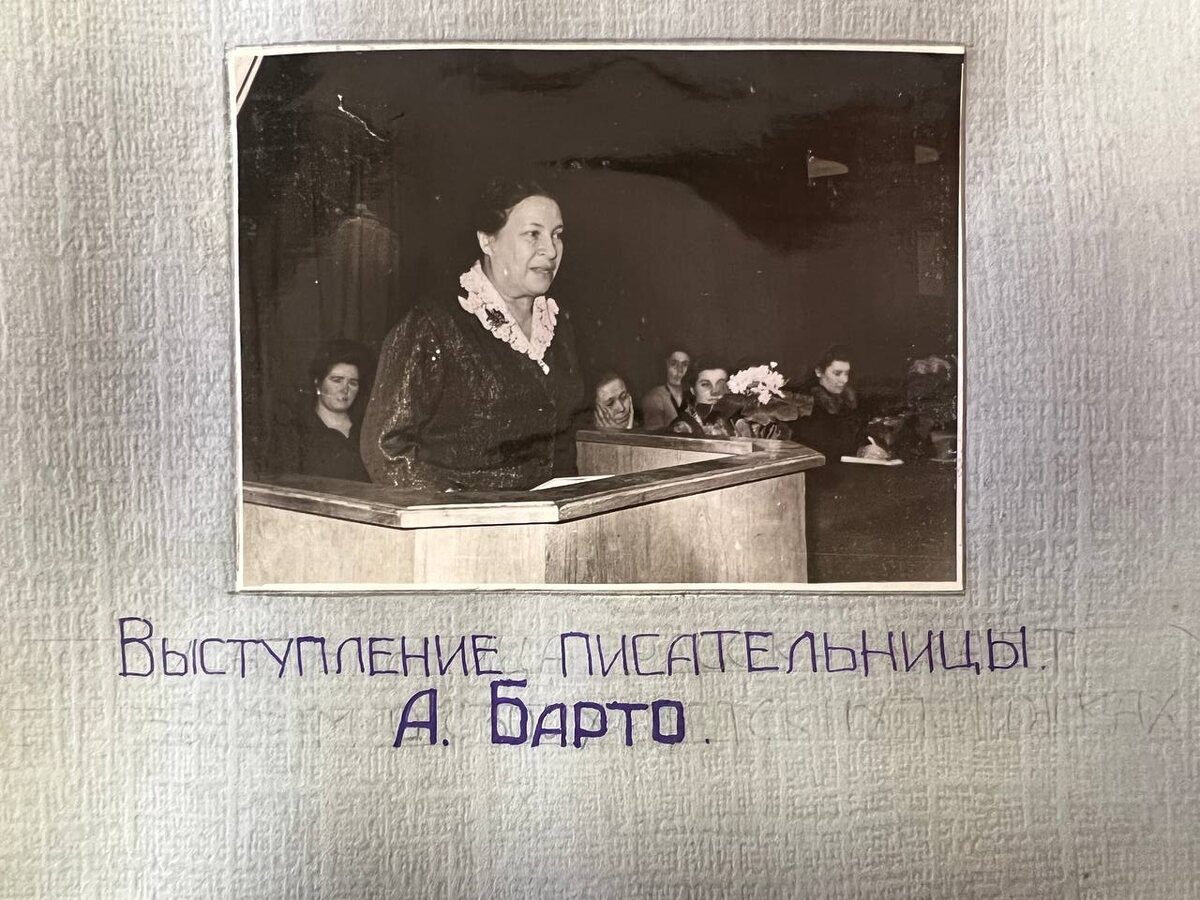 Выступление писательницы.
А. Барто.